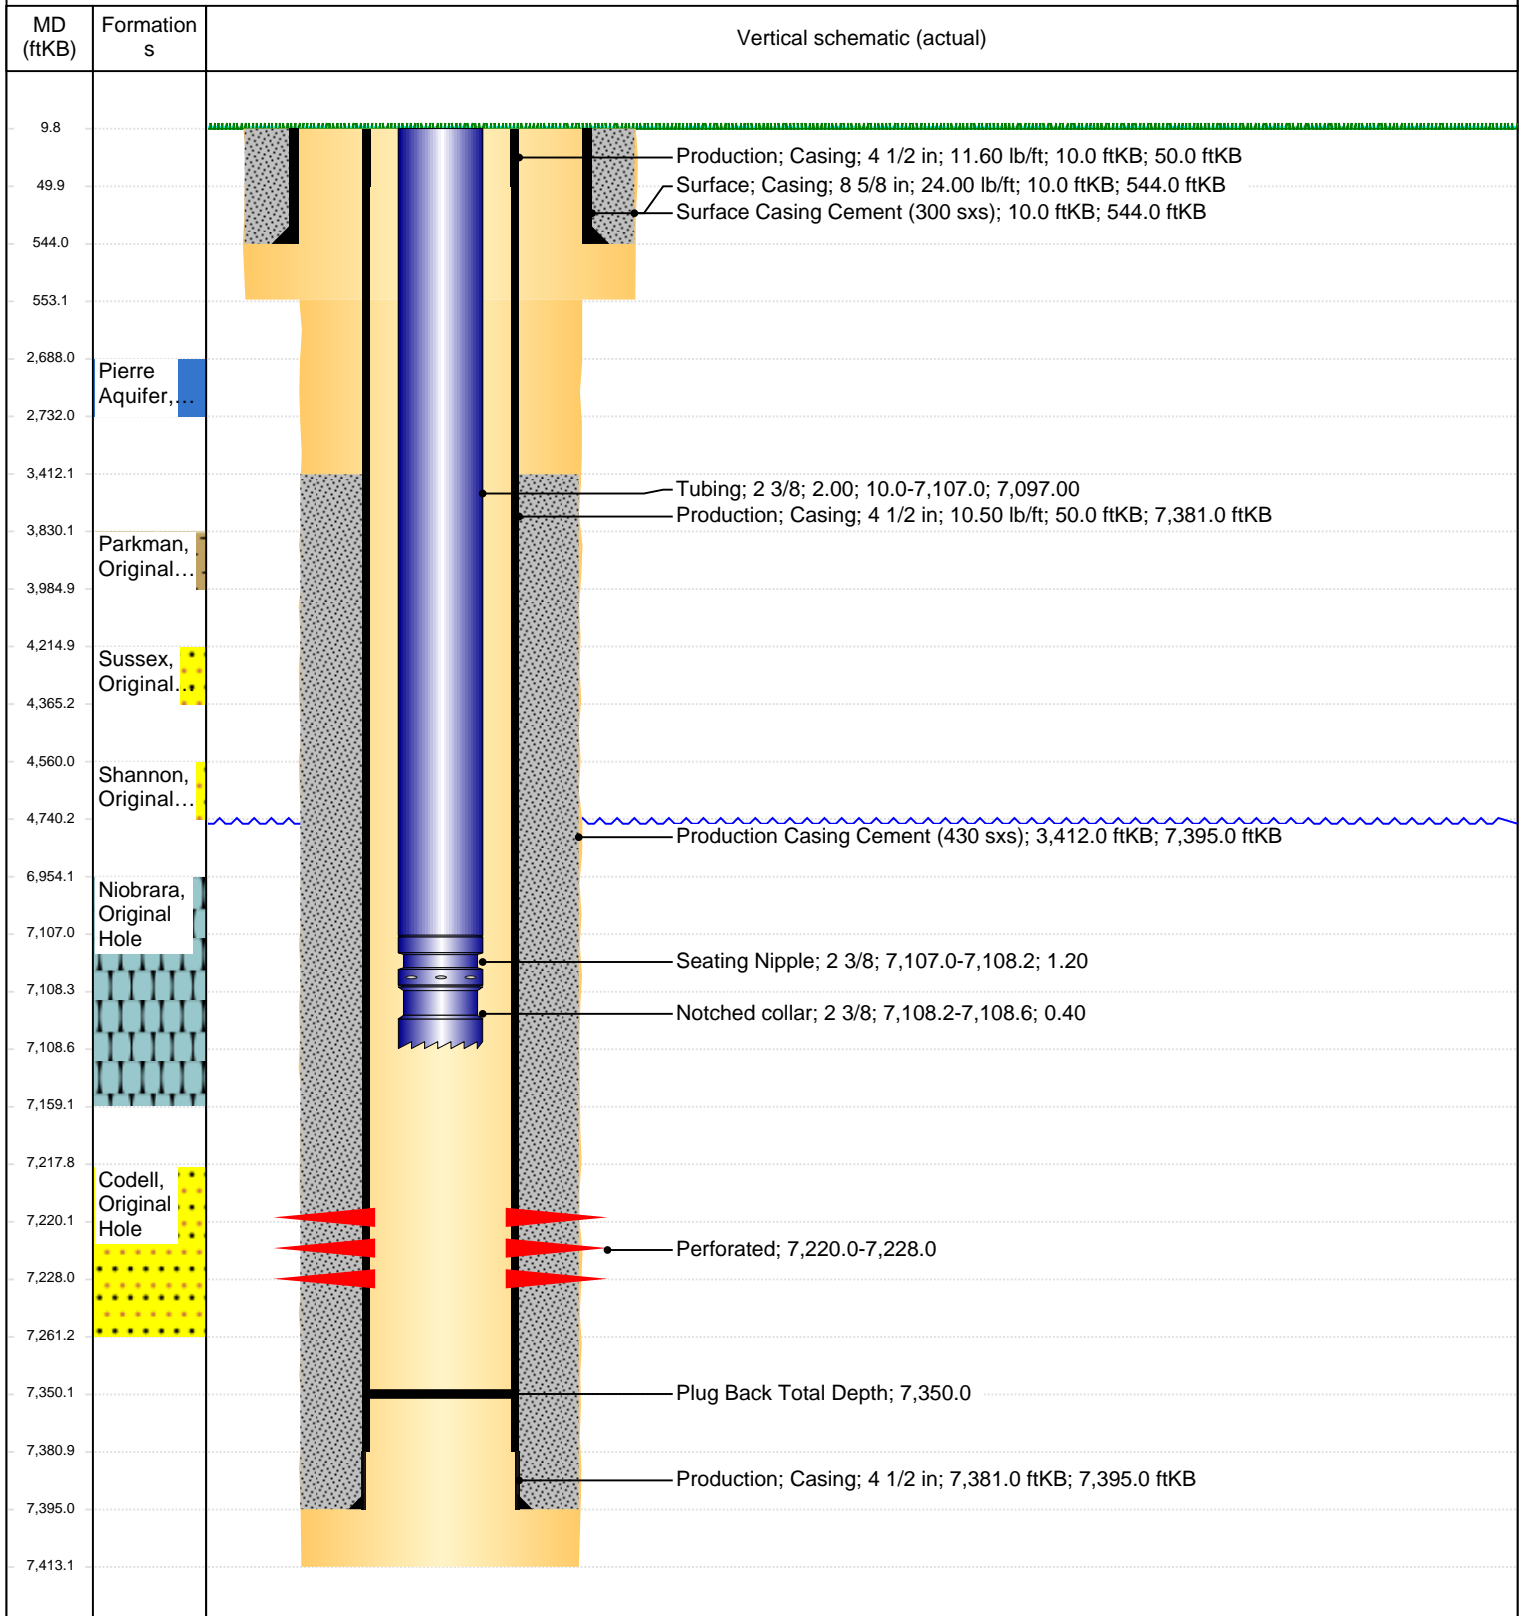 MD
(ftKB)
Formation
s
Vertical schematic (actual)
9.8
Production; Casing; 4 1/2 in; 11.60 lb/ft; 10.0 ftKB; 50.0 ftKB
49.9
Surface; Casing; 8 5/8 in; 24.00 lb/ft; 10.0 ftKB; 544.0 ftKB
Surface Casing Cement (300 sxs); 10.0 ftKB; 544.0 ftKB
544.0
553.1
2,688.0
Pierre
Aquifer,…
2,732.0
3,412.1
Tubing; 2 3/8; 2.00; 10.0-7,107.0; 7,097.00
Production; Casing; 4 1/2 in; 10.50 lb/ft; 50.0 ftKB; 7,381.0 ftKB
3,830.1
Parkman,
Original…
3,984.9
4,214.9
Sussex,
Original…
4,365.2
4,560.0
Shannon,
Original…
4,740.2
Production Casing Cement (430 sxs); 3,412.0 ftKB; 7,395.0 ftKB
6,954.1
Niobrara,
Original
Hole
7,107.0
Seating Nipple; 2 3/8; 7,107.0-7,108.2; 1.20
7,108.3
Notched collar; 2 3/8; 7,108.2-7,108.6; 0.40
7,108.6
7,159.1
7,217.8
Codell,
Original
Hole
7,220.1
Perforated; 7,220.0-7,228.0
7,228.0
7,261.2
7,350.1
Plug Back Total Depth; 7,350.0
7,380.9
Production; Casing; 4 1/2 in; 7,381.0 ftKB; 7,395.0 ftKB
7,395.0
7,413.1